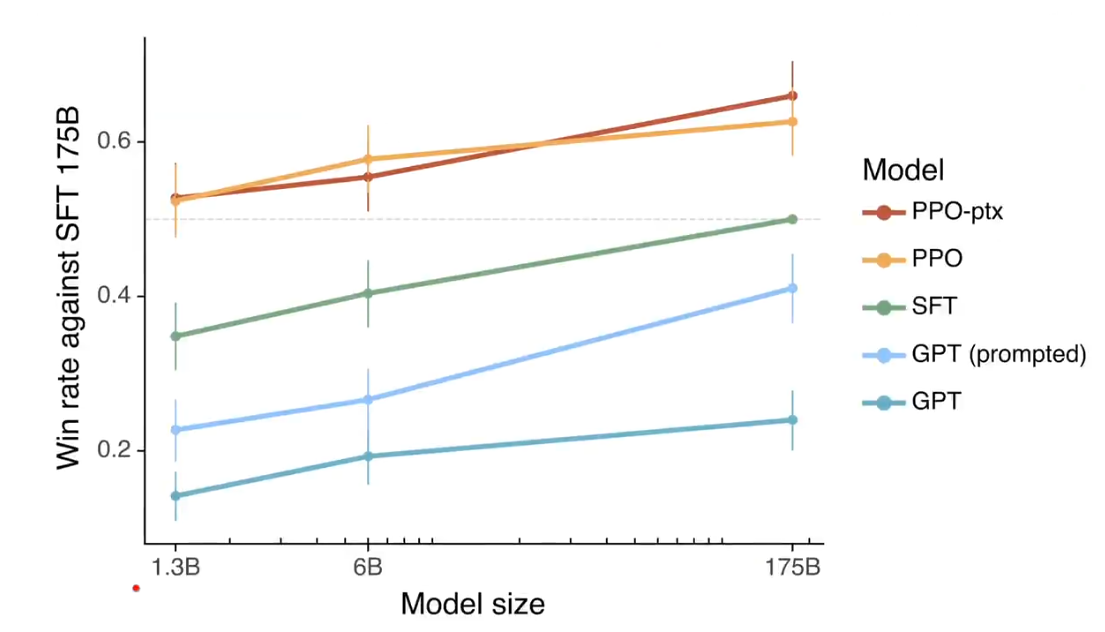 Win rate against SFT 175B
0.6
0.4
0.2
1.3B
6B
175B
Model size
Model
PPO-ptx
PPO
SFT
GPT (prompted)
GPT